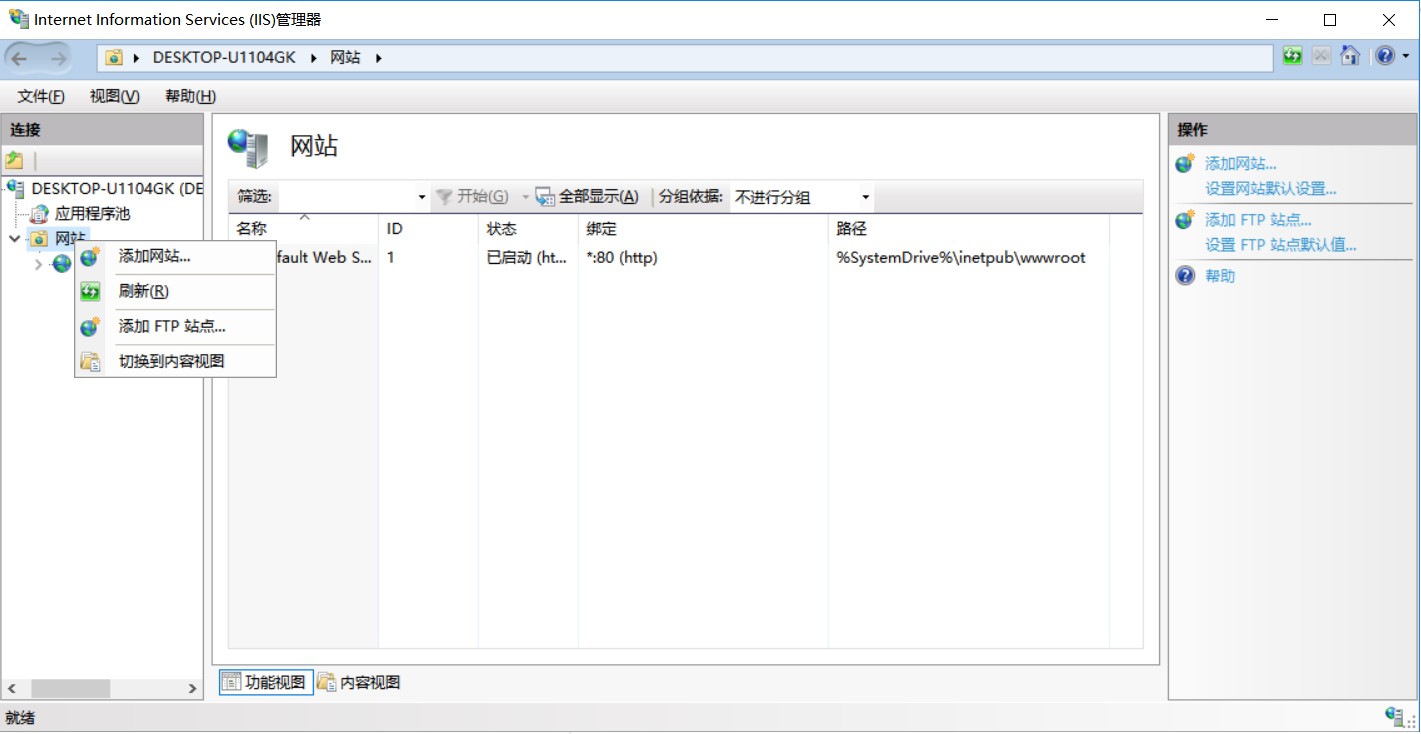 Internet Information Services (IIS)管理器
DESKTOP-U1104GK
网站
文件(F)
视图(V)
帮助(H)
连接
DESKTOP-U1104GK (DE
应用程序池
网站
添加网站...
刷新(R)
添加 FTP 站点...
切换到内容视图
网站
筛选:
开始(G)
全部显示(A)
分组依据:
不进行分组
名称
ID
状态
绑定
路径
fault Web S...
1
已启动 (ht...
*:80 (http)
%SystemDrive%\inetpub\wwwroot
功能视图
内容视图
操作
添加网站...
设置网站默认设置...
添加 FTP 站点...
设置 FTP 站点默认值...
帮助
就绪